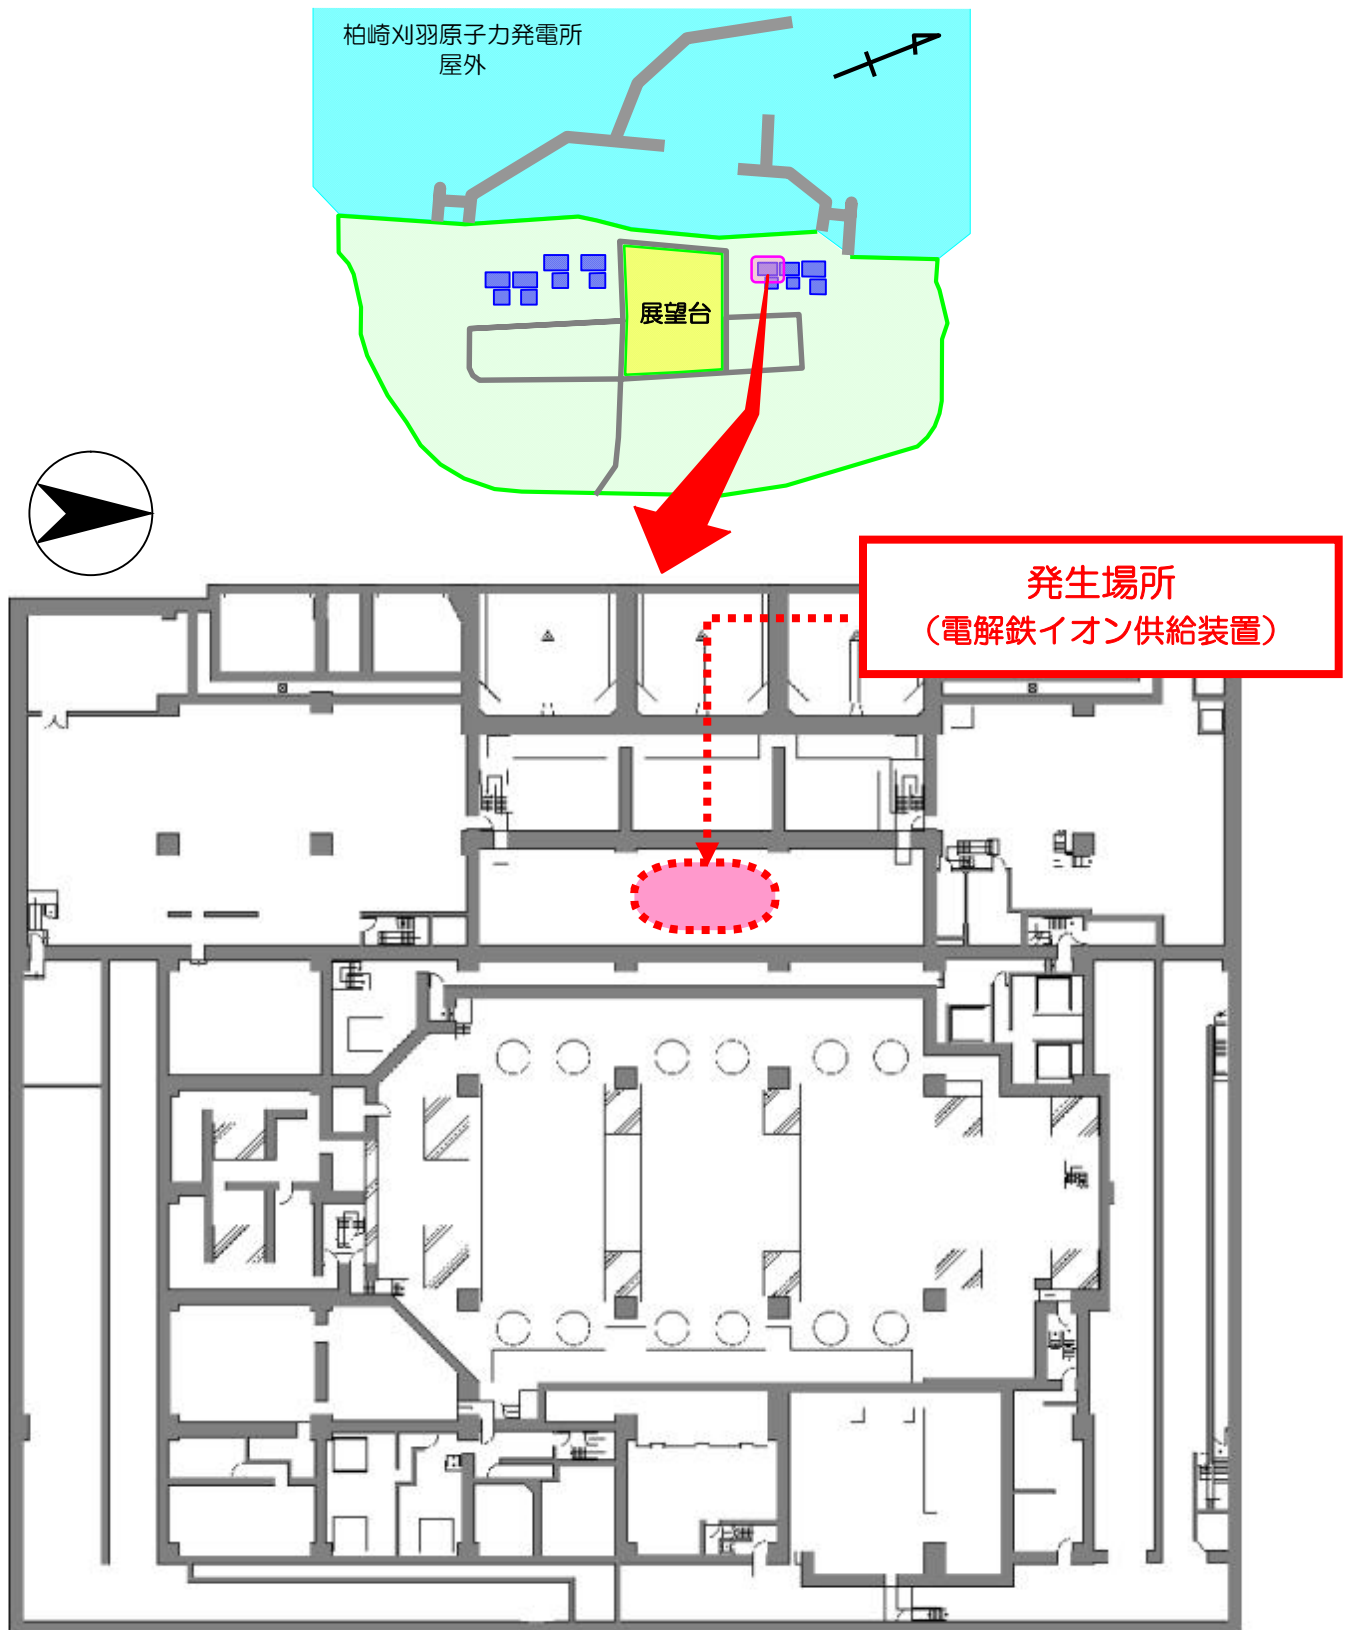 柏崎刈羽原子力発電所
屋外
展望台
発生場所
（電解鉄イオン供給装置）